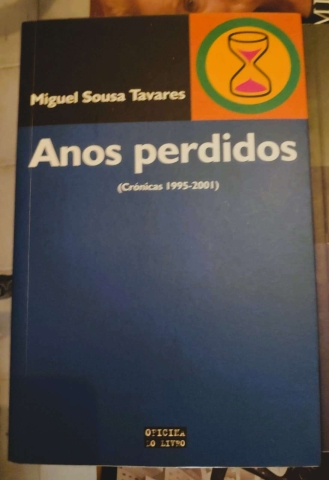 Miguel Sousa Tavares
Anos perdidos
(Crónicas 1995-2001)
OFICINA
DO LIVRO